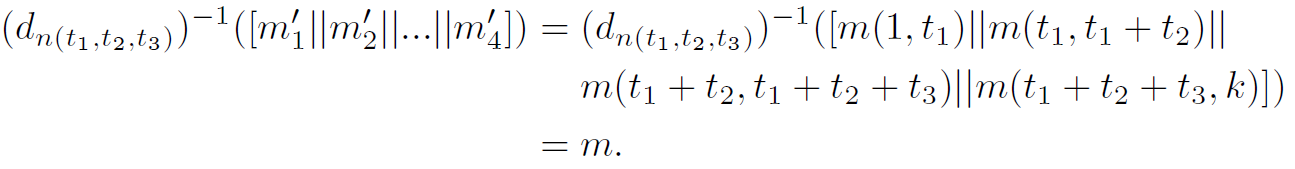 (d_{n(t_1,t_2,t_3)})^{-1}([m'_1||m'_2||...||m'_4]) = (d_{n(t_1,t_2,t_3)})^{-1}([m(1,t_1)||m(t_1,t_1+t_2)||
m(t_1+t_2,t_1+t_2+t_3)||m(t_1+t_2+t_3,k)])
= m.